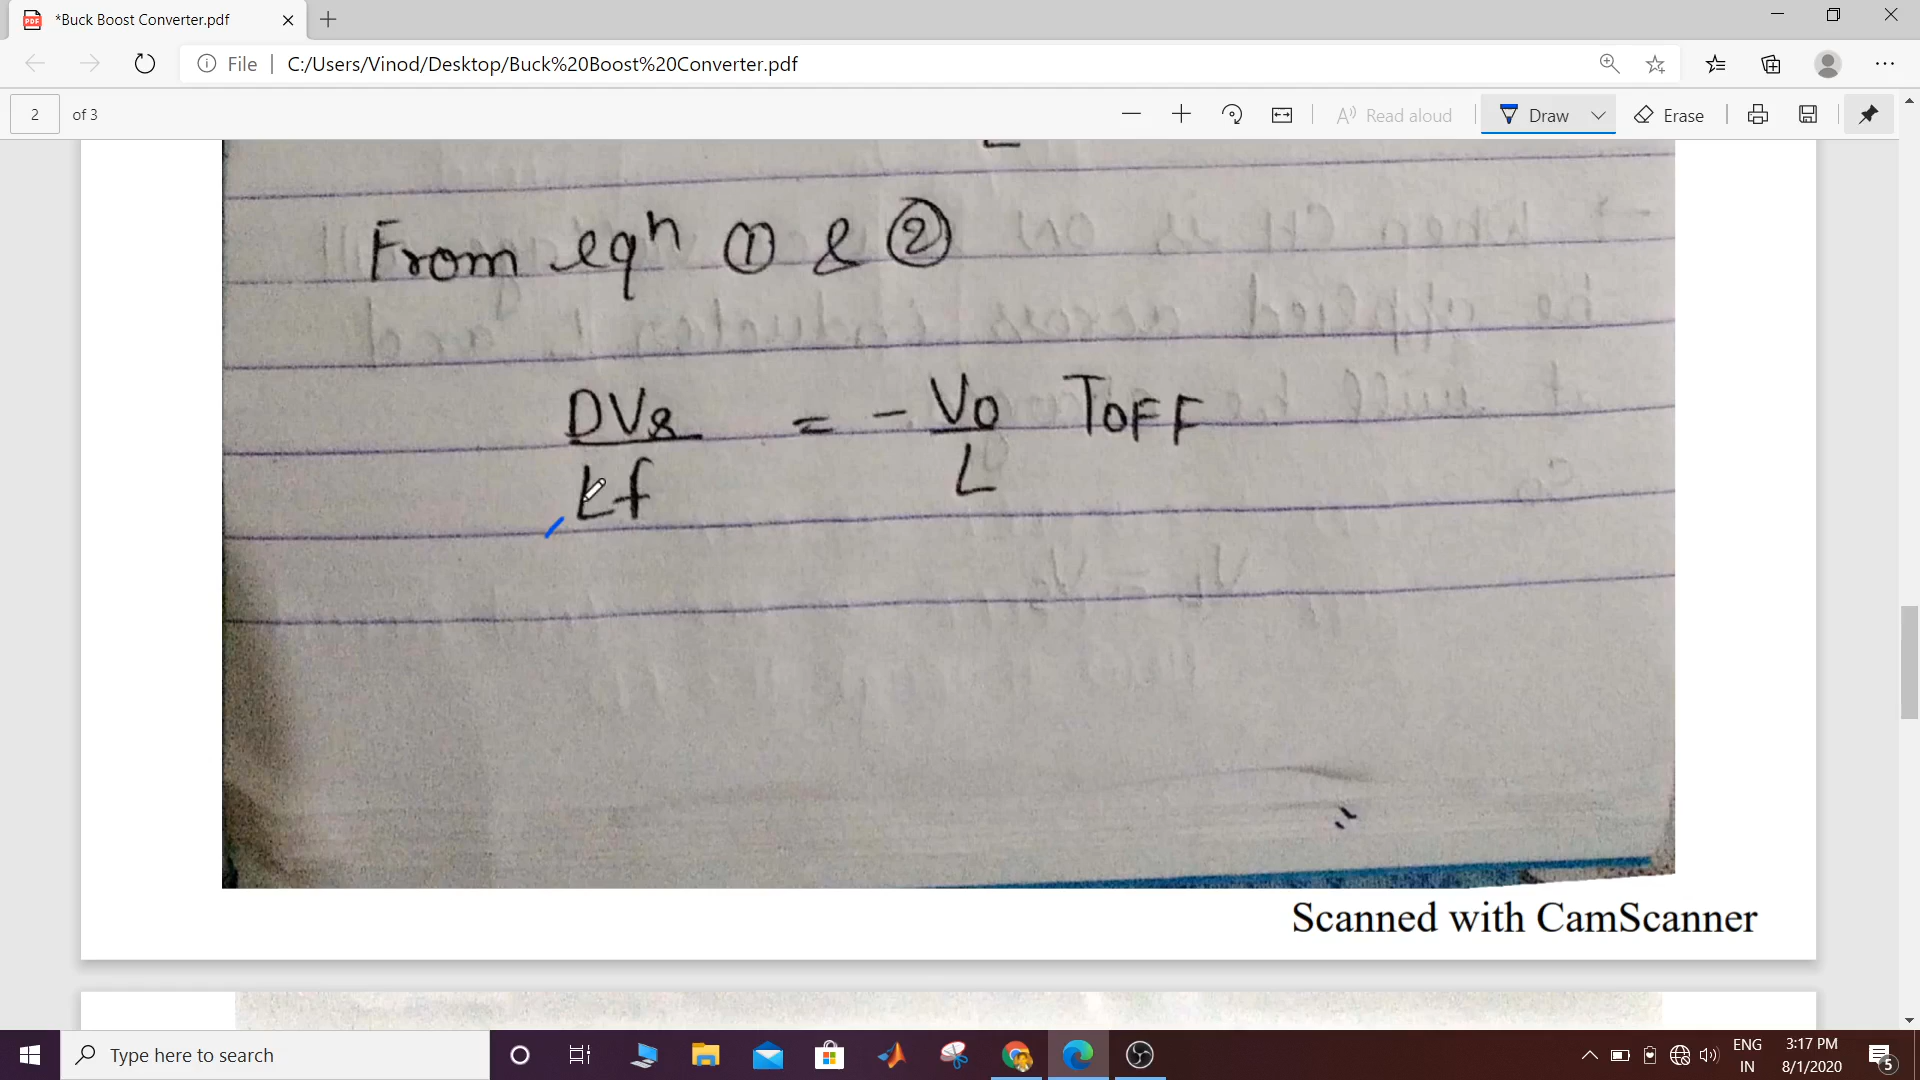 *Buck Boost Converter.pdf
File
C:/Users/Vinod/Desktop/Buck%20Boost%20Converter.pdf
2 of 3
Read aloud
Draw
Erase
From eqn ① & ②
DVs = - Vo TOFF
Lf L
Scanned with CamScanner
Type here to search
ENG
IN
3:17 PM
8/1/2020
5